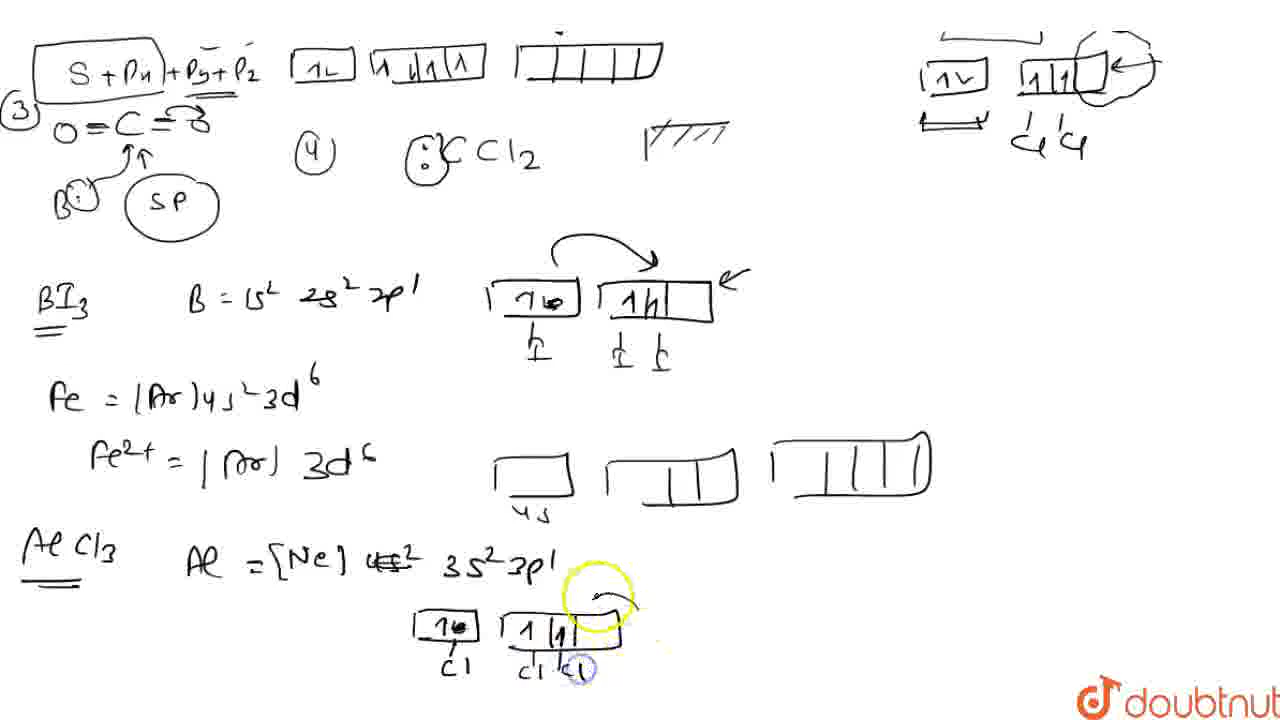 S + Px + Py + Pz
3
O = C = O
B:
SP
4
:CCl2
Cl Cl
BI3
B = 1s2 2s2 2p1
I I I
Fe = (Ar) 4s2 3d6
Fe2+ = (Ar) 3d6
4s
AlCl3
Al = [Ne] 3s2 3p1
Cl Cl Cl
doubtnut